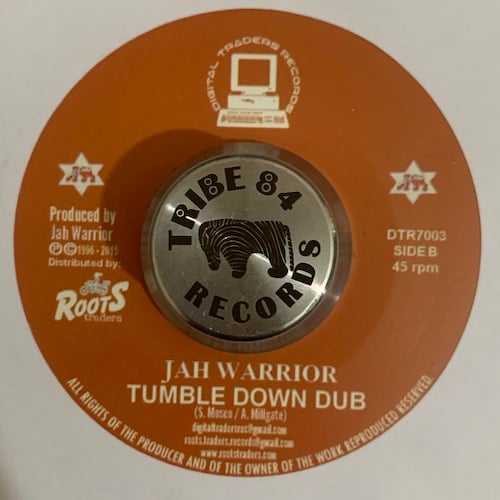 DIGITAL TRADERS RECORDS
TRIBE 84
RECORDS
Produced by
Jah Warrior
℗©1996 - 2015
Distributed by:
ROOTS
traders
DTR7003
SIDE B
45 rpm
JAH WARRIOR
TUMBLE DOWN DUB
(S. Mosco / A. Millgate)
digitaltradersrec@gmail.com
roots.traders.records@gmail.com
www.rootstraders.com
ALL RIGHTS OF THE PRODUCER AND OF THE OWNER OF THE WORK REPRODUCED RESERVED.